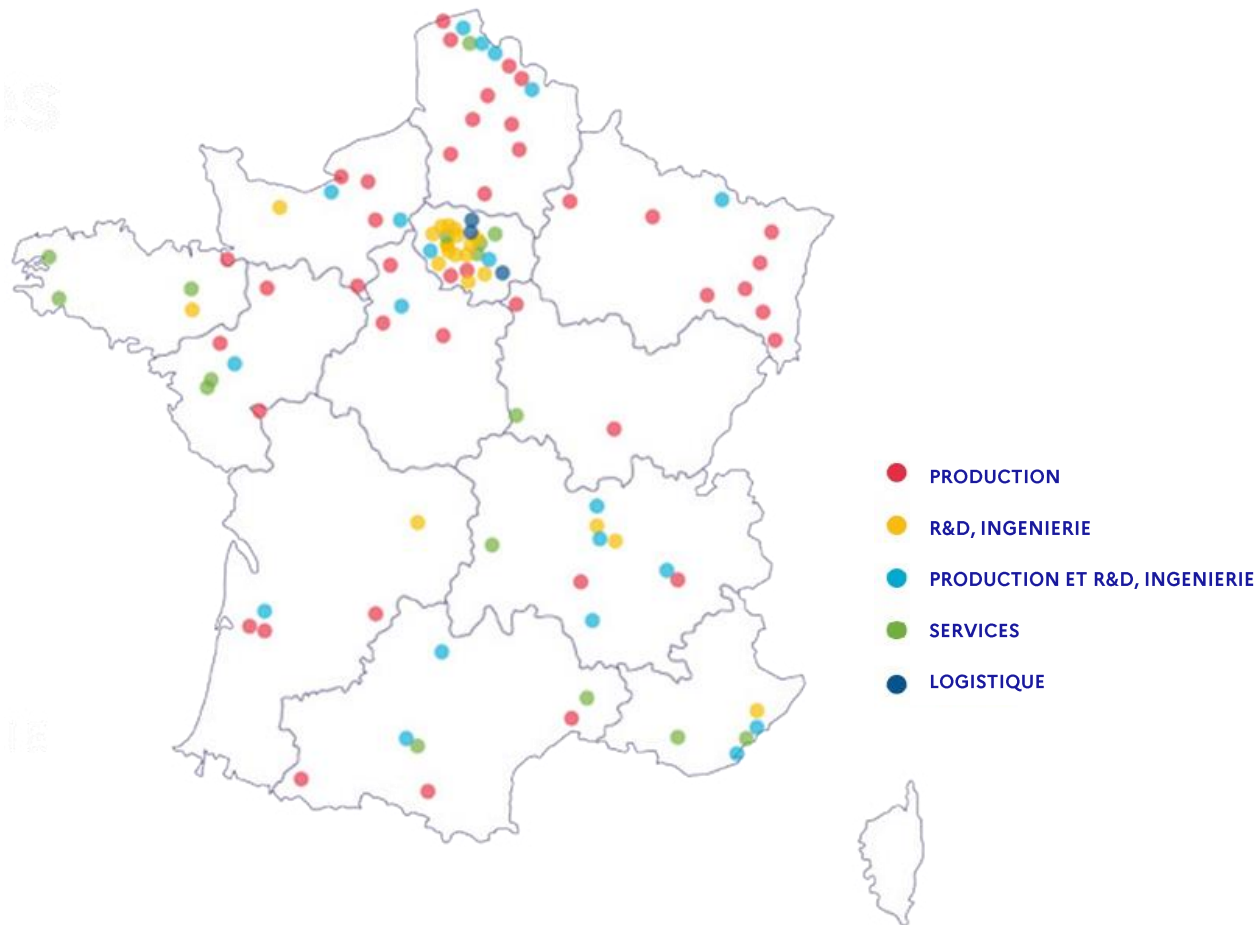 PRODUCTION
R&D, INGENIERIE
PRODUCTION ET R&D, INGENIERIE
SERVICES
LOGISTIQUE